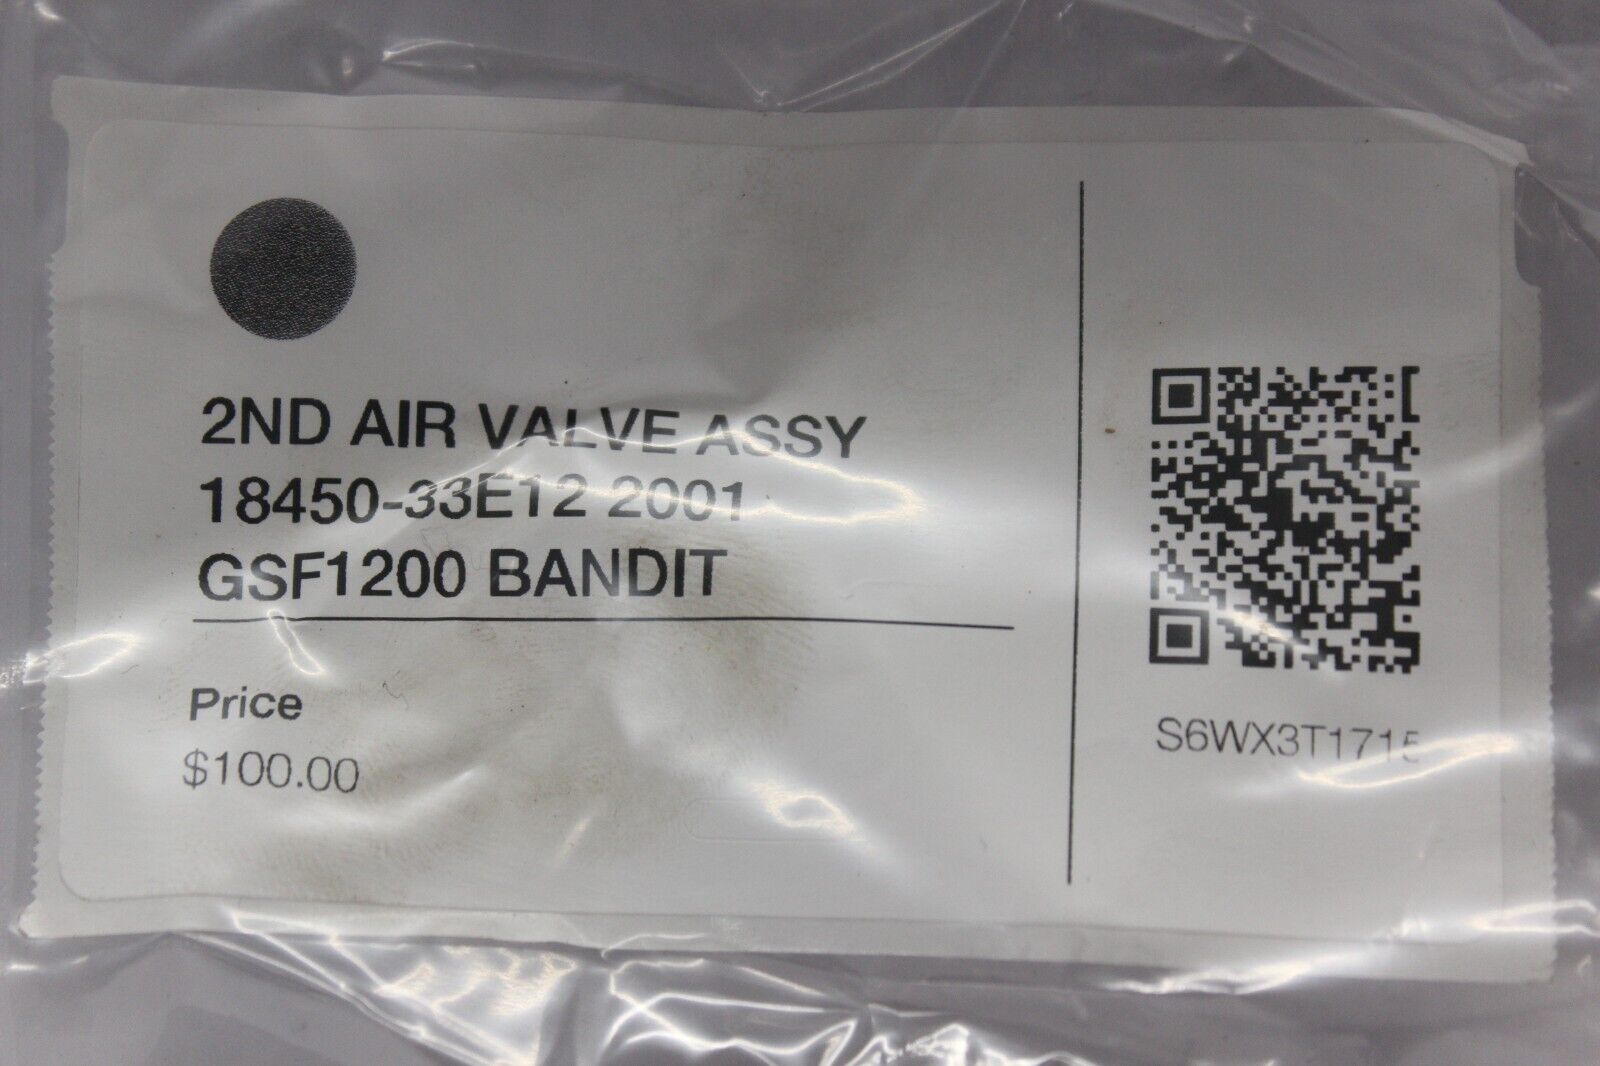 2ND AIR VALVE ASSY
18450-33E12 2001
GSF1200 BANDIT
Price
$100.00
S6WX3T1715